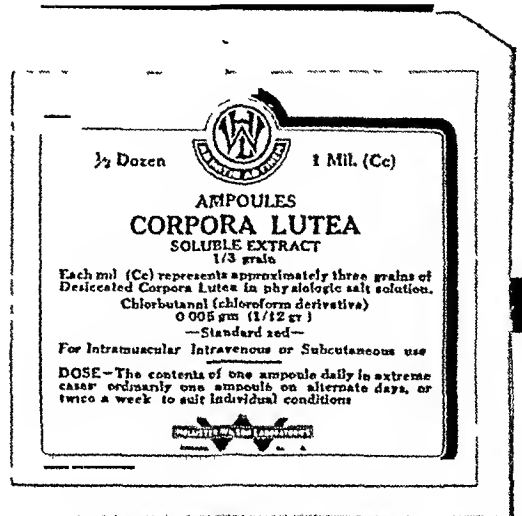 ½ Dozen
1 Mil. (Cc)
AMPOULES
CORPORA LUTEA
SOLUBLE EXTRACT
1/3 grain
Each mil (Cc) represents approximately three grains of
Desiccated Corpora Lutea in physiologic salt solution.
Chlorbutanol (chloroform derivative)
0 005 gm (1/12 gr )
—Standard zed—
For Intramuscular Intravenous or Subcutaneous use
DOSE—The contents of one ampoule daily in extreme
cases ordinarily one ampoule on alternate days, or
twice a week to suit individual conditions
LABORATORIES